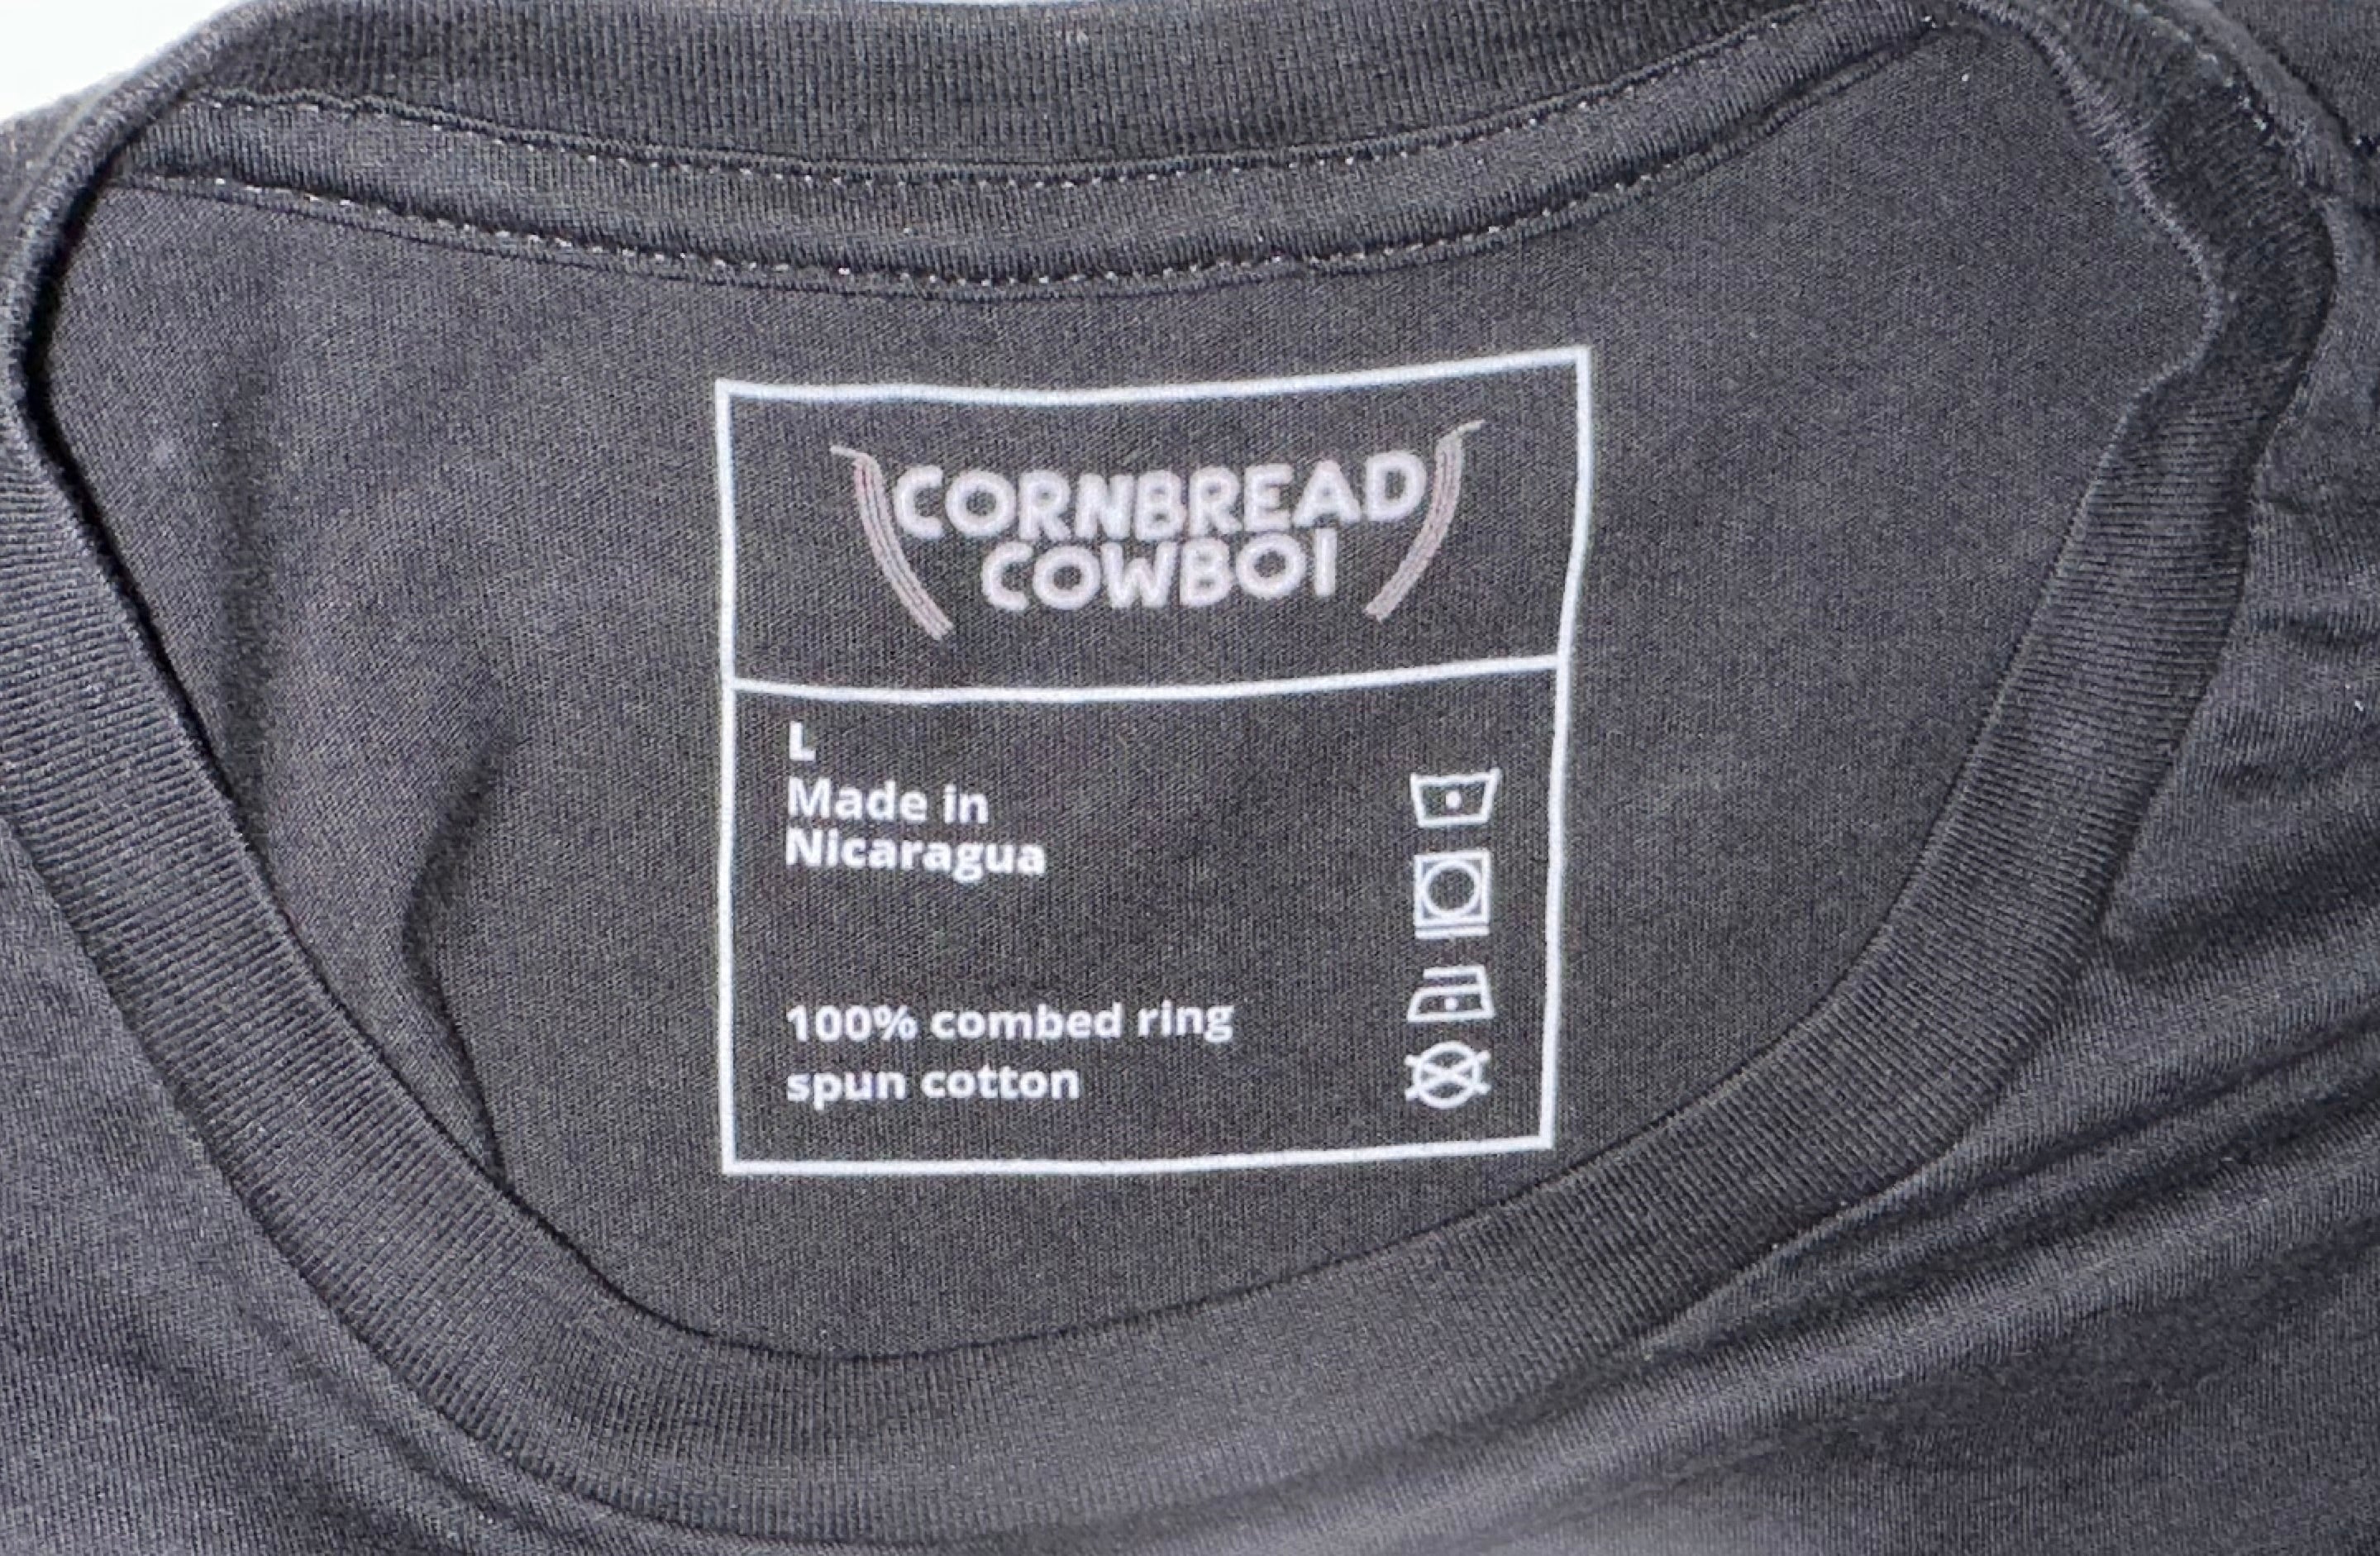 CORNBREAD
COWBOI
L
Made in
Nicaragua
100% combed ring
spun cotton